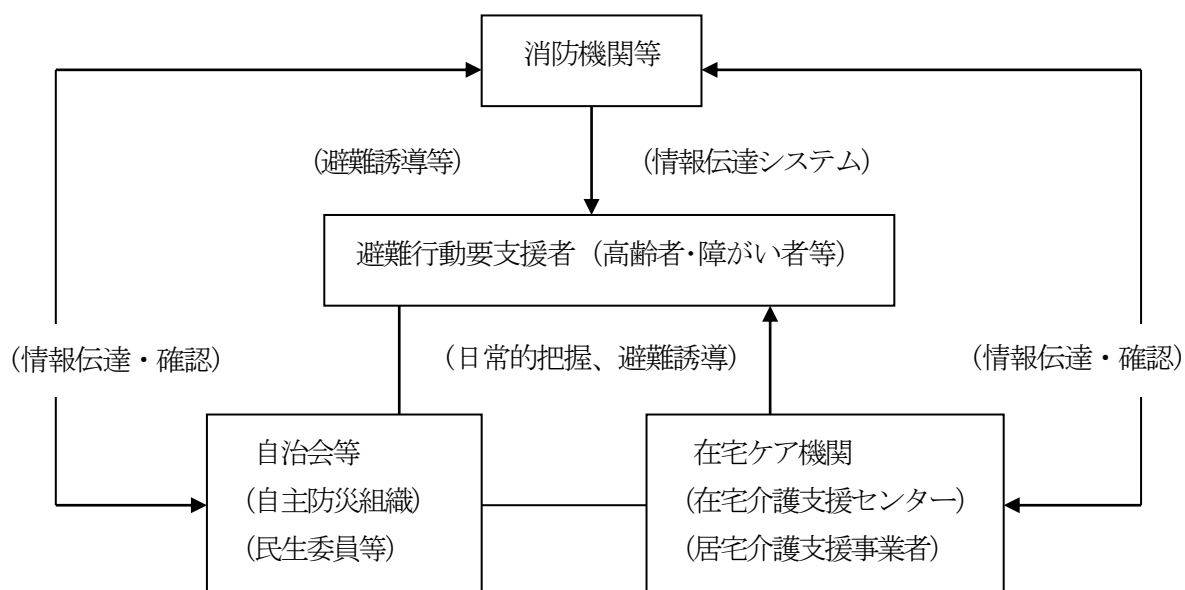 消防機関等
(避難誘導等)
(情報伝達システム)
避難行動要支援者（高齢者・障がい者等）
(情報伝達・確認)
(日常的把握、避難誘導)
(情報伝達・確認)
自治会等
(自主防災組織)
(民生委員等)
在宅ケア機関
(在宅介護支援センター)
(居宅介護支援事業者)